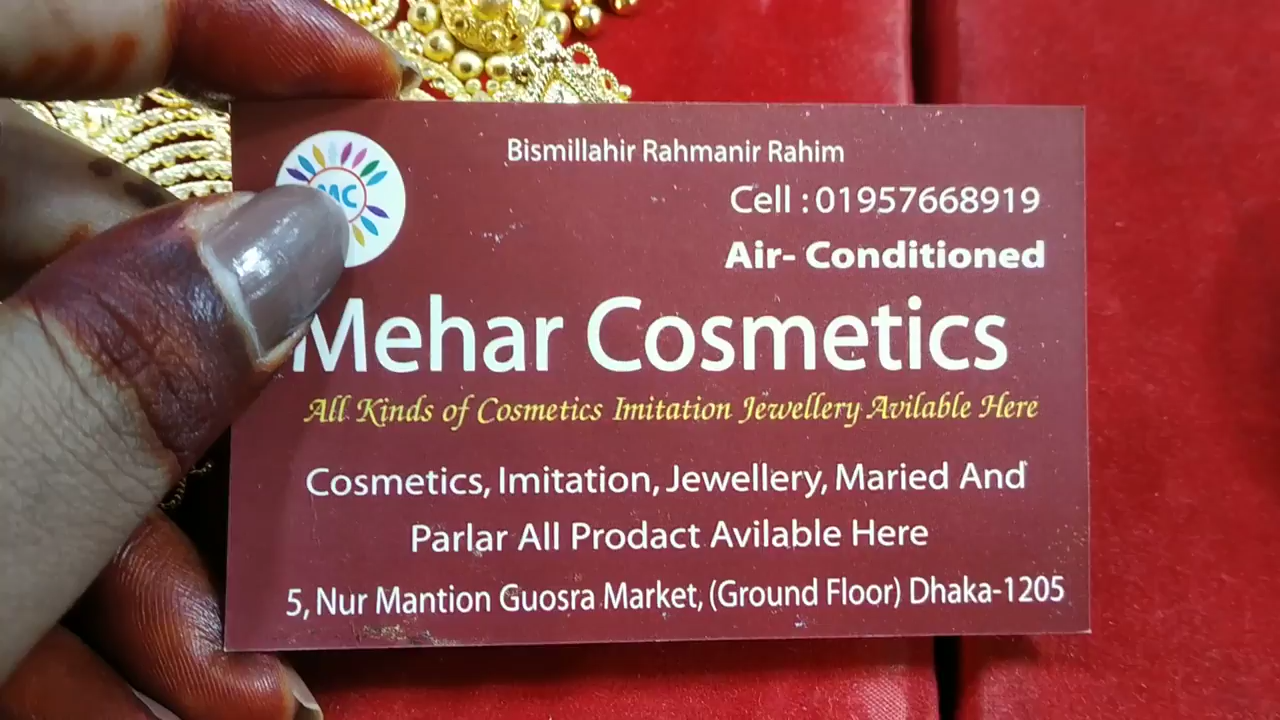 MC
Bismillahir Rahmanir Rahim
Cell : 01957668919
Air- Conditioned
Mehar Cosmetics
All Kinds of Cosmetics Imitation Jewellery Avilable Here
Cosmetics, Imitation, Jewellery, Maried And
Parlar All Prodact Avilable Here
5, Nur Mantion Guosra Market, (Ground Floor) Dhaka-1205